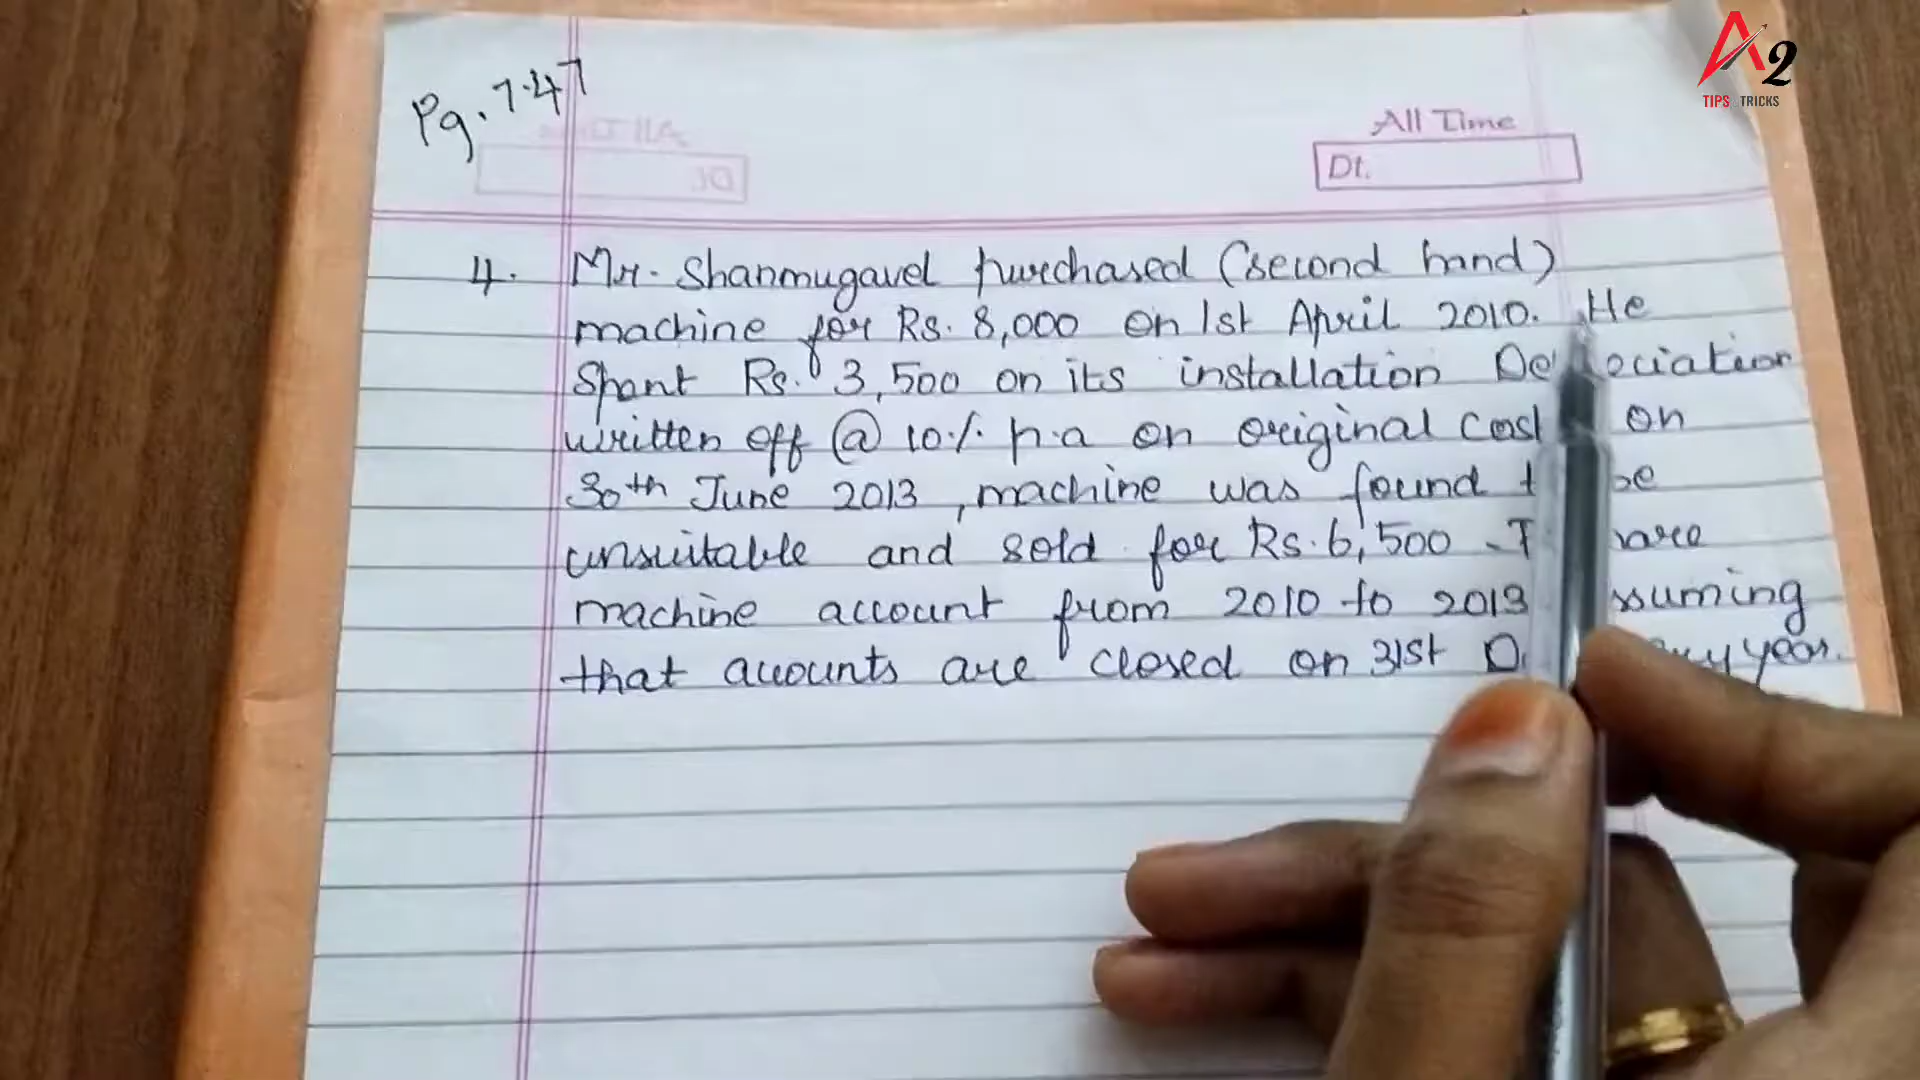 A2
TIPS TRICKS
Pg. 7.47
All Time
Dt.
4. Mr. Shanmugavel purchased (second hand)
machine for Rs. 8,000 on 1st April 2010. He
spent Rs. 3,500 on its installation
written off @ 10% p.a on original cost on
30th June 2013, machine was found
unsuitable and sold for Rs. 6,500
machine account from 2010 to 2013
that accounts are closed on 31st year.